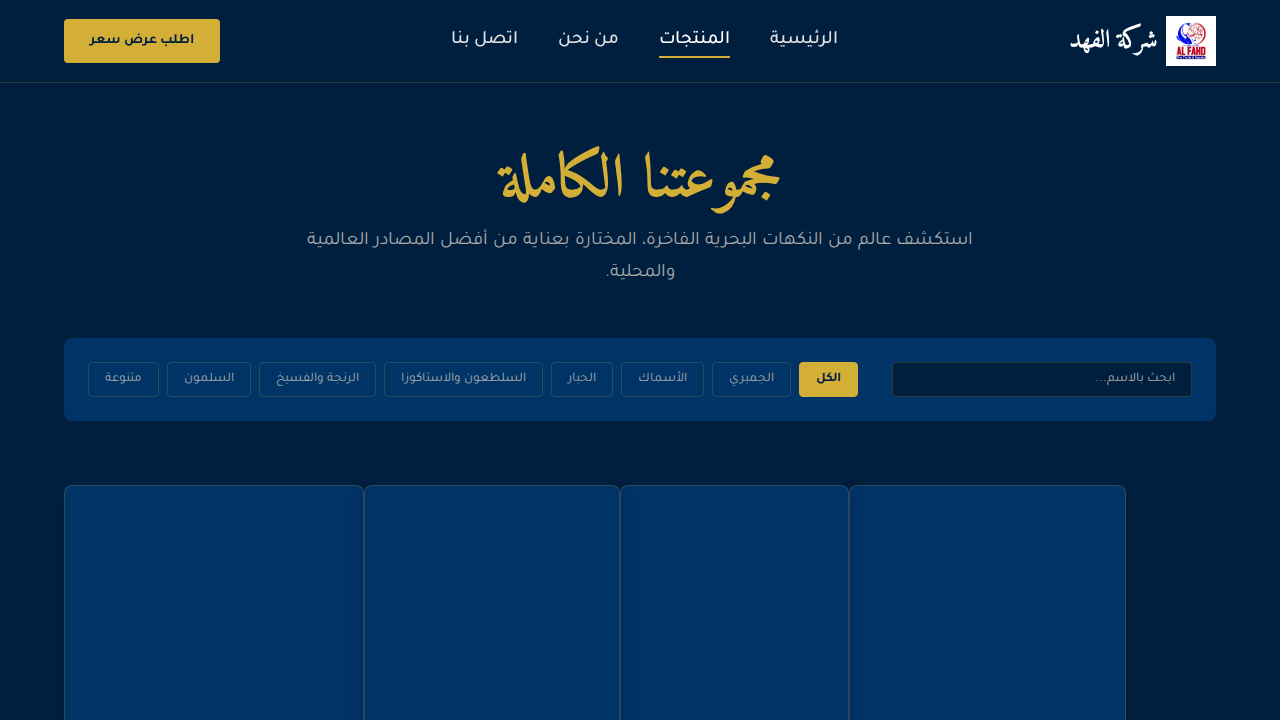 شركة الفهد
AL FAHD
الرئيسية
المنتجات
من نحن
اتصل بنا
اطلب عرض سعر
مجموعتنا الكاملة
استكشف عالم من النكهات البحرية الفاخرة، المختارة بعناية من أفضل المصادر العالمية
والمحلية.
ابحث بالاسم...
الكل
الجمبري
الأسماك
الحبار
السلطعون والاستاكوزا
الرنجة والفسيخ
السلمون
متنوعة